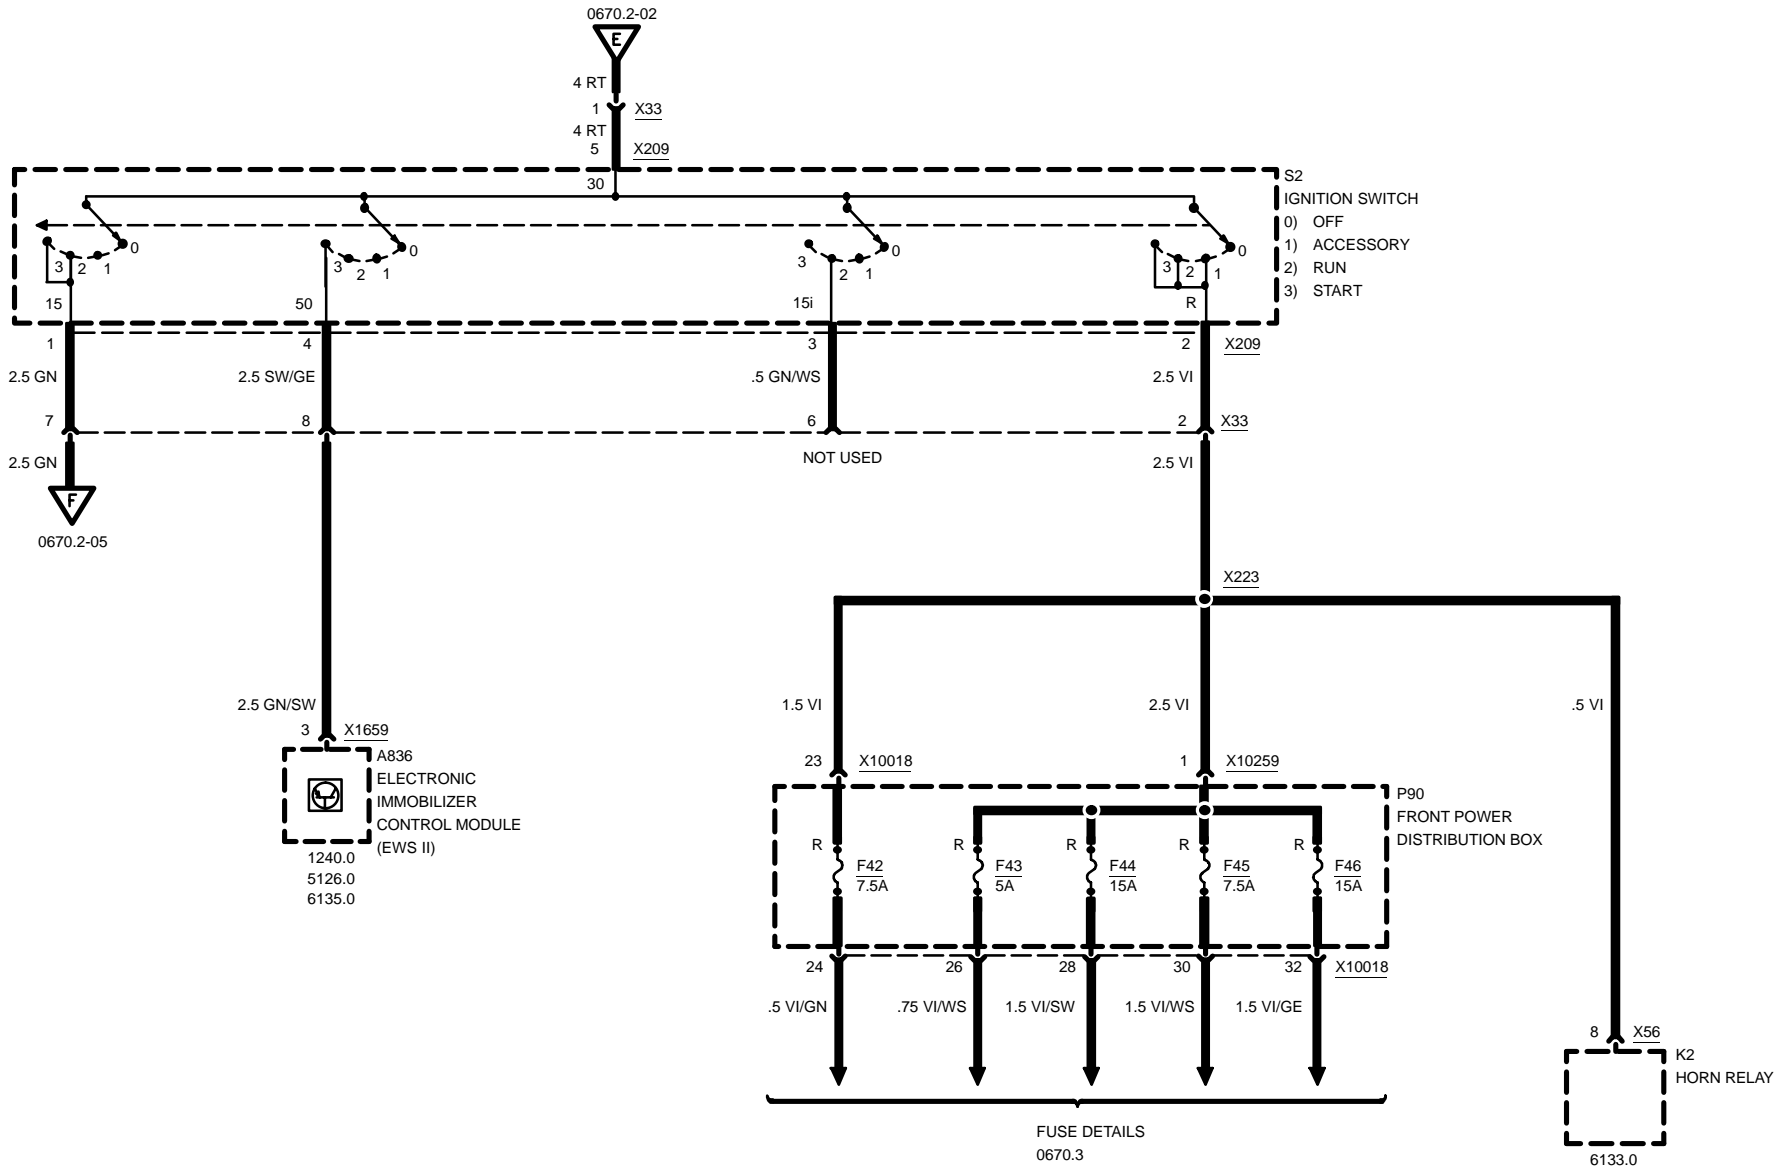 0670.2-02
E
4 RT
1 X33
4 RT
5 X209
30
S2
IGNITION SWITCH
0) OFF
1) ACCESSORY
2) RUN
3) START
3 2 1 0
3 2 1 0
3 2 1 0
3 2 1 0
15 50 15i R
1 4 3 2 X209
2.5 GN 2.5 SW/GE .5 GN/WS 2.5 VI
7 8 6 2 X33
NOT USED
2.5 GN 2.5 VI
F
0670.2-05
X223
2.5 GN/SW 1.5 VI 2.5 VI .5 VI
3 X1659
A836
ELECTRONIC
IMMOBILIZER
CONTROL MODULE
(EWS II)
1240.0
5126.0
6135.0
23 X10018 1 X10259
P90
FRONT POWER
DISTRIBUTION BOX
R R R R R
F42 F43 F44 F45 F46
7.5A 5A 15A 7.5A 15A
24 26 28 30 32 X10018
.5 VI/GN .75 VI/WS 1.5 VI/SW 1.5 VI/WS 1.5 VI/GE
8 X56
K2
HORN RELAY
6133.0
FUSE DETAILS
0670.3